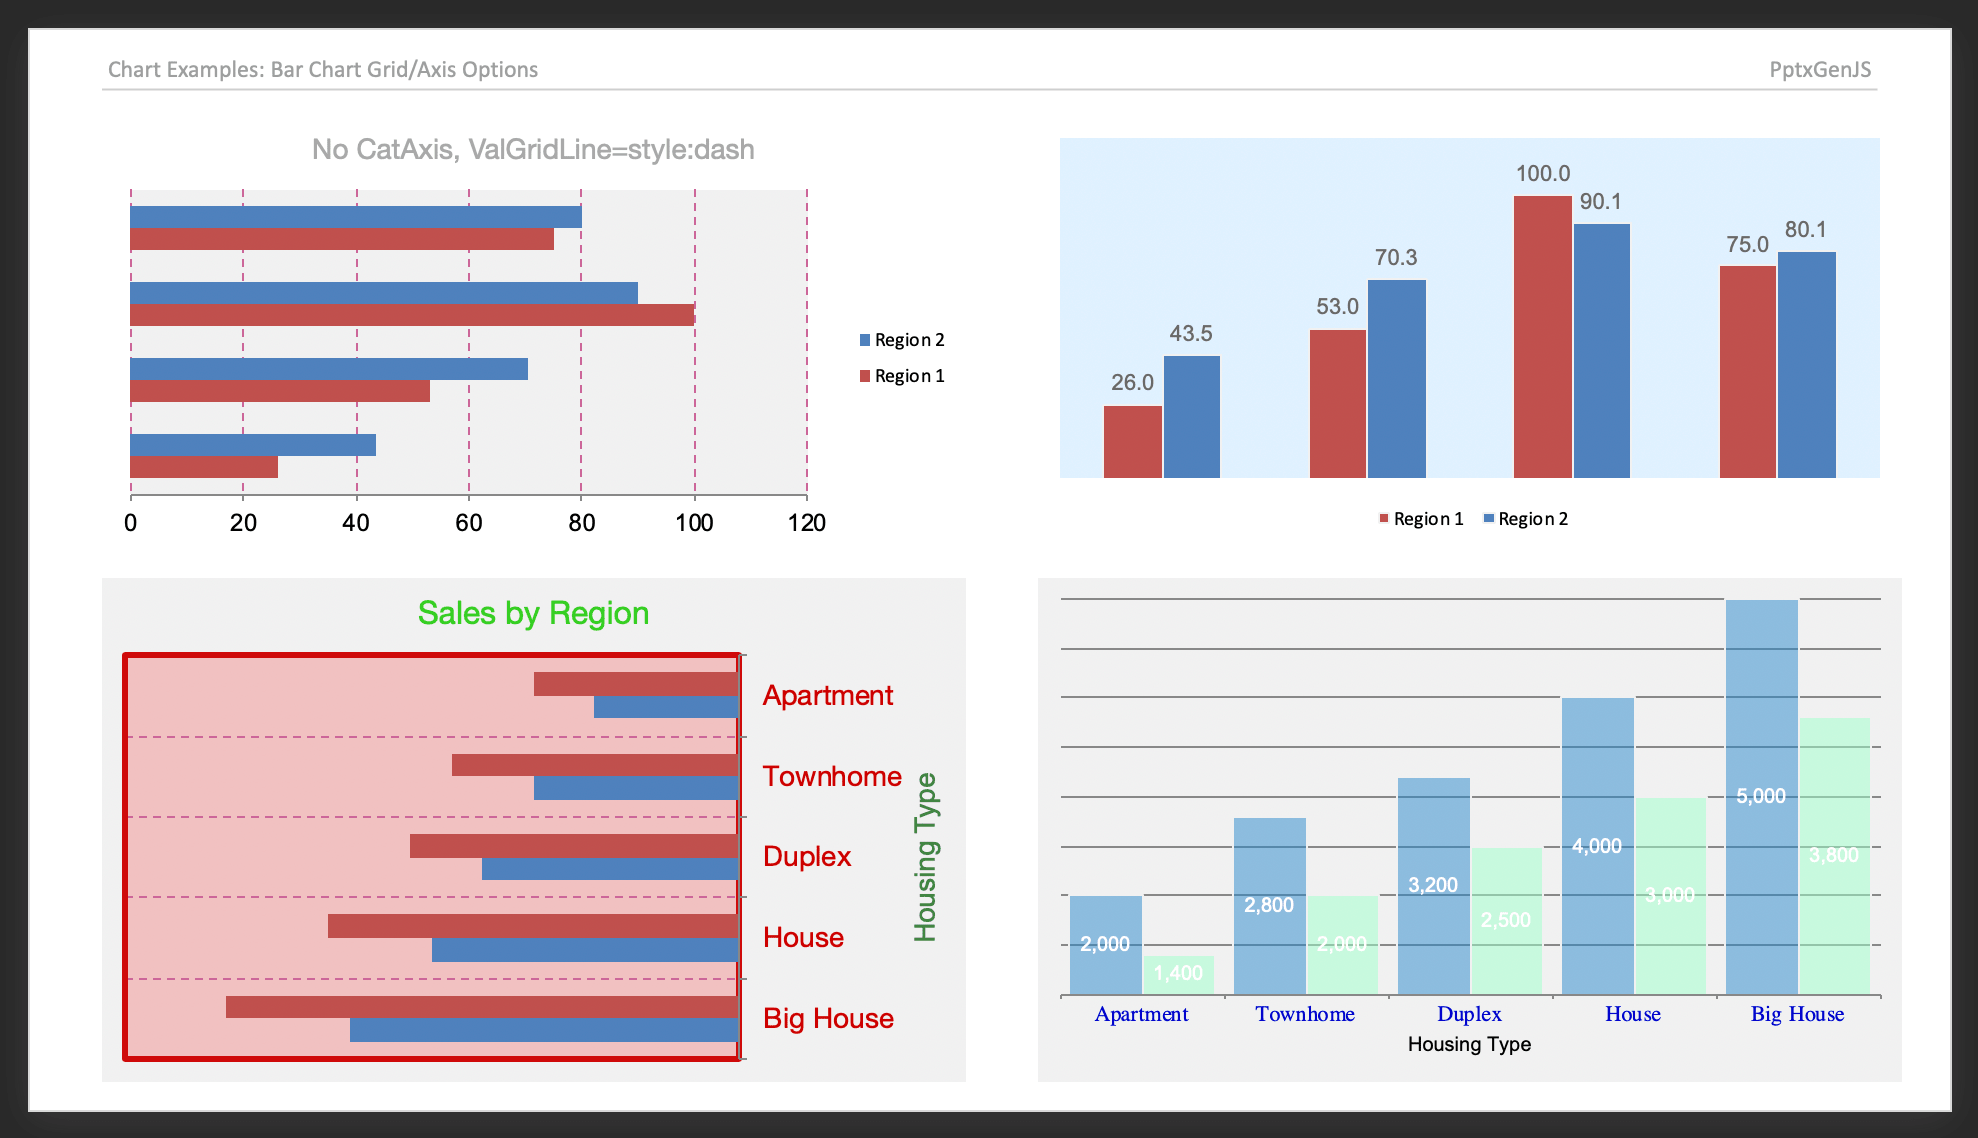 Chart Examples: Bar Chart Grid/Axis Options
PptxGenJS
No CatAxis, ValGridLine=style:dash
0 20 40 60 80 100 120
Region 2
Region 1
26.0 43.5 53.0 70.3 100.0 90.1 75.0 80.1
Region 1 Region 2
Sales by Region
Apartment
Townhome
Duplex
House
Big House
Housing Type
2,000 1,400 2,800 2,000 3,200 2,500 4,000 3,000 5,000 3,800
Apartment Townhome Duplex House Big House
Housing Type